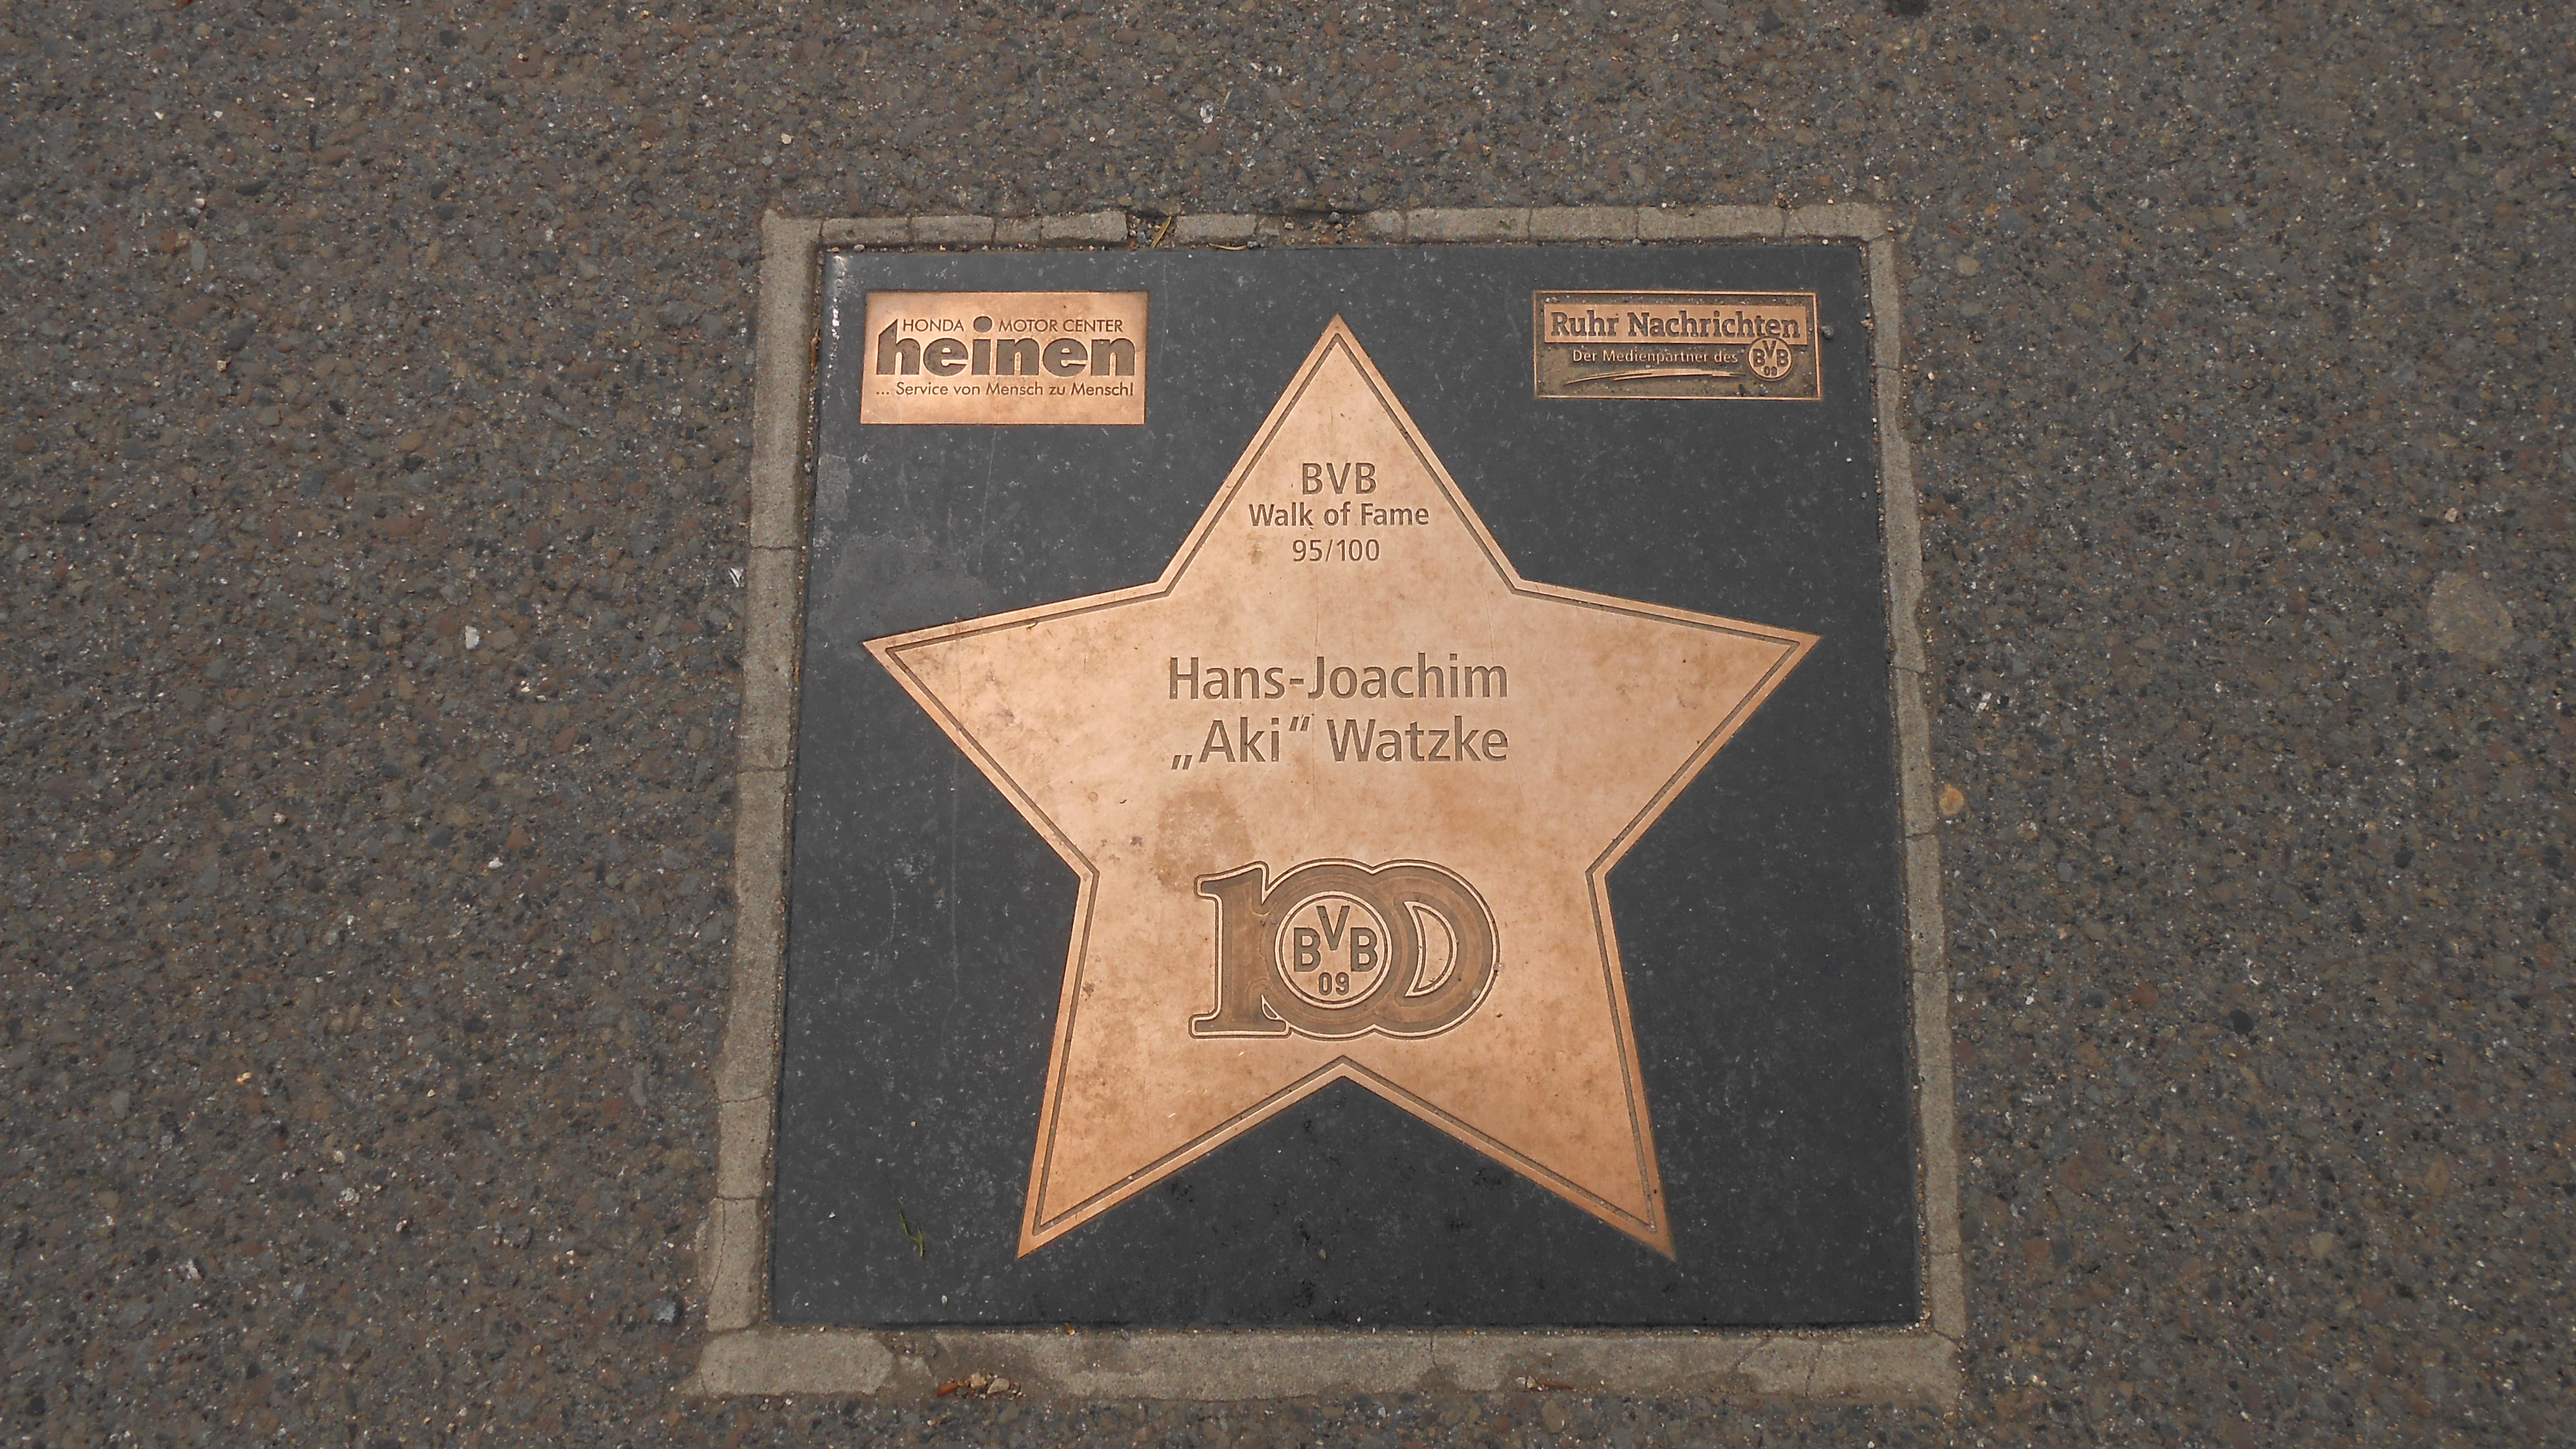 HONDA MOTOR CENTER
heinen
... Service von Mensch zu Mensch!
Ruhr Nachrichten
Der Medienpartner des BVB 09
BVB
Walk of Fame
95/100
Hans-Joachim
„Aki“ Watzke
100
BVB
09